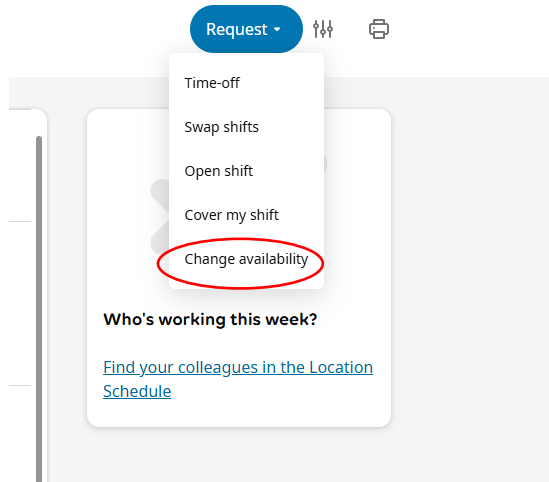 Request
Time-off
Swap shifts
Open shift
Cover my shift
Change availability
Who's working this week?
Find your colleagues in the Location
Schedule